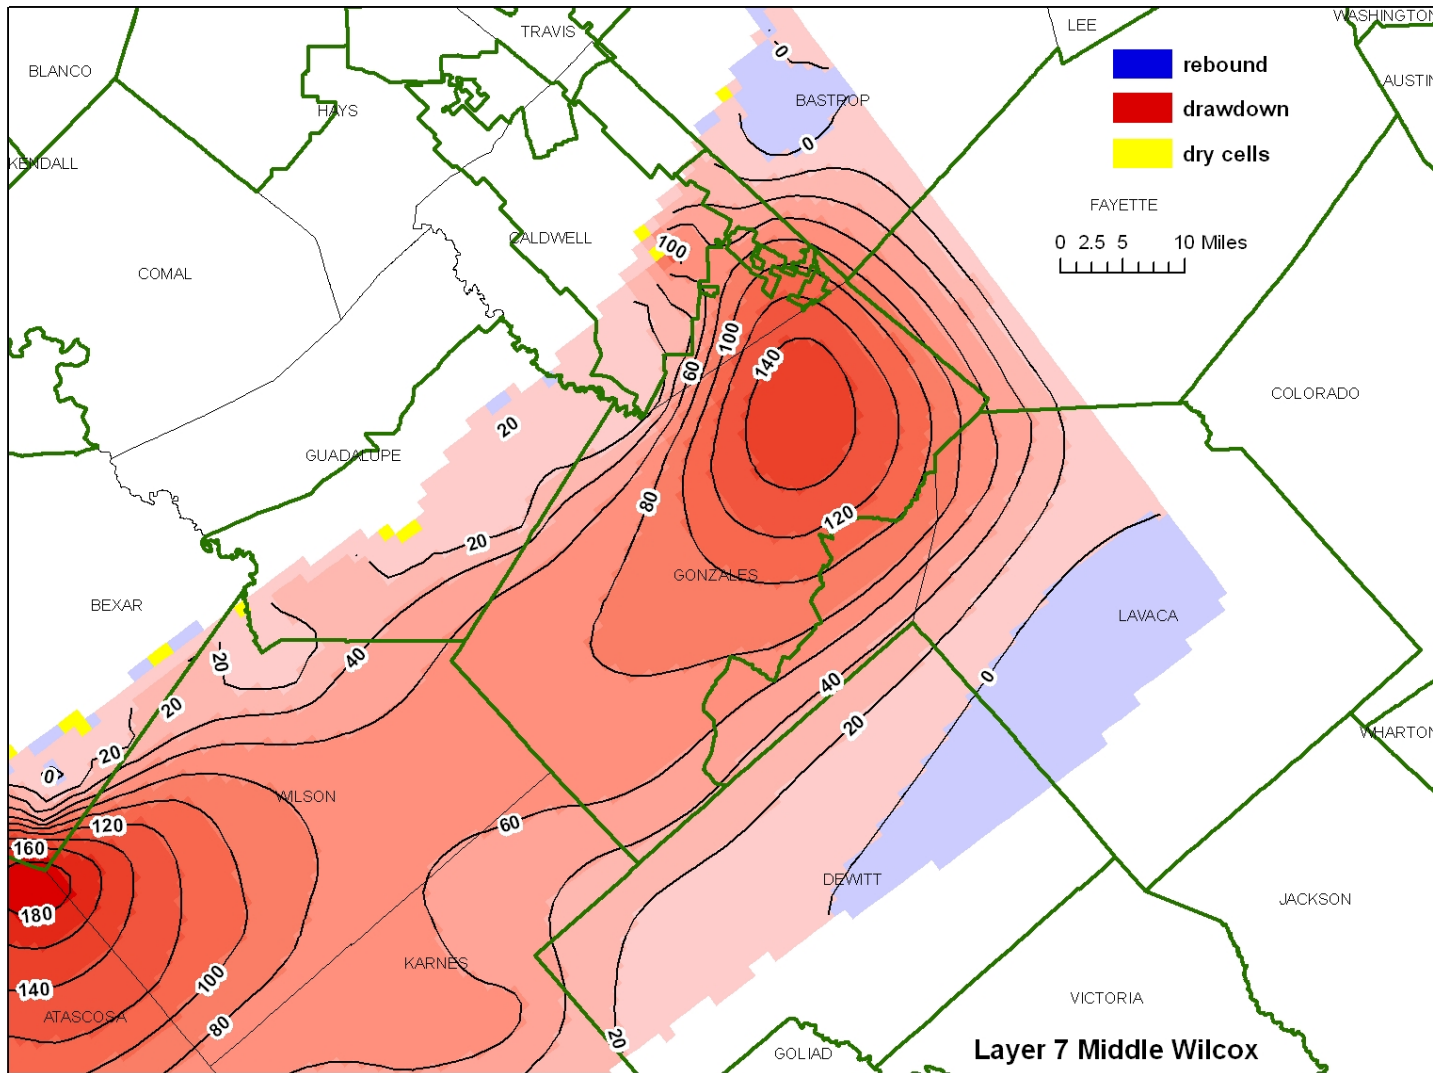 TRAVIS
LEE
WASHINGTON
BLANCO
HAYS
BASTROP
AUSTIN
KENDALL
rebound
drawdown
dry cells
0
0
FAYETTE
0 2.5 5 10 Miles
CALDWELL
100
COMAL
100
140
60
COLORADO
20
GUADALUPE
80
120
20
GONZALES
BEXAR
LAVACA
20
40
0
40
20
20
20
WHARTON
0
WILSON
60
120
160
DEWITT
180
JACKSON
KARNES
100
140
ATASCOSA
80
20
VICTORIA
GOLIAD
Layer 7 Middle Wilcox